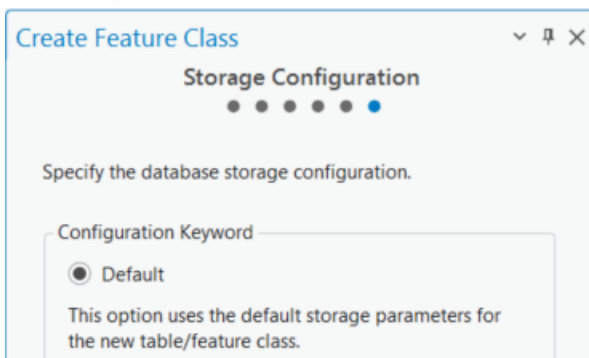 Create Feature Class
Storage Configuration
Specify the database storage configuration.
Configuration Keyword
Default
This option uses the default storage parameters for
the new table/feature class.